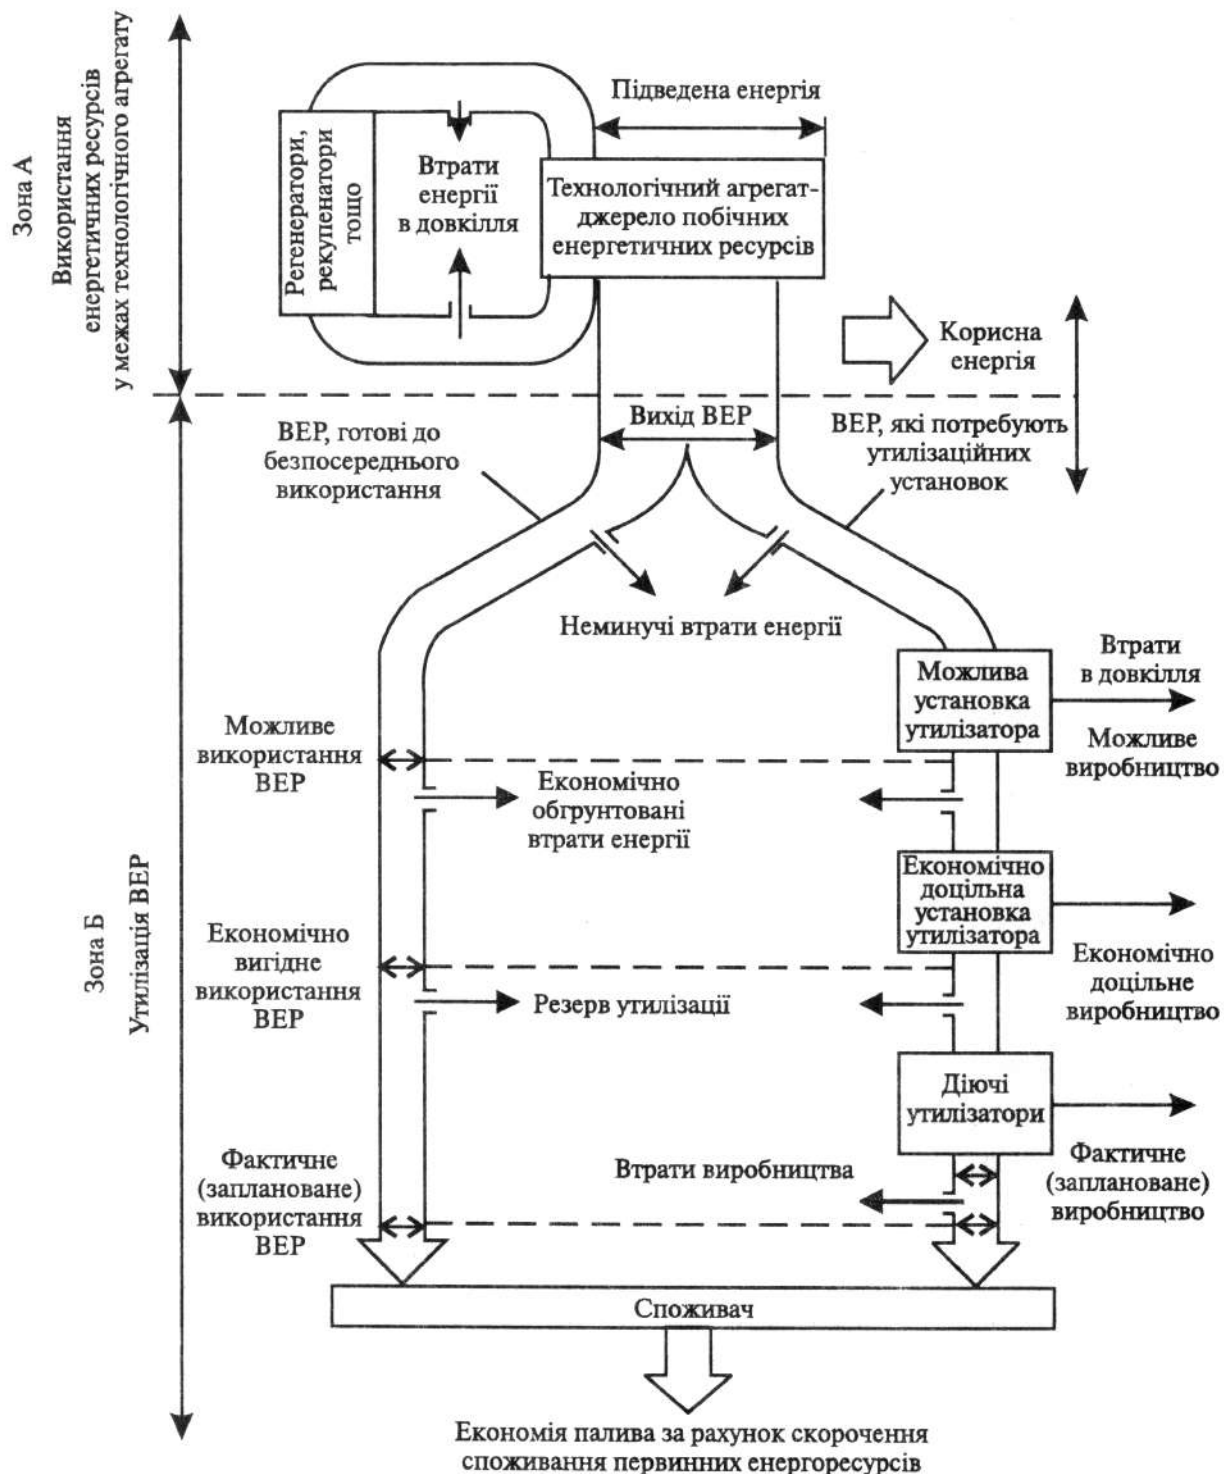 Зона А
Використання
енергетичних ресурсів
у межах технологічного агрегату
Регенератори,
рекупенатори
тощо
Втрати
енергії
в довкілля
Підведена енергія
Технологічний агрегат-
джерело побічних
енергетичних ресурсів
Корисна
енергія
Зона Б
Утилізація ВЕР
Вихід ВЕР
ВЕР, готові до
безпосереднього
використання
ВЕР, які потребують
утилізаційних
установок
Неминучі втрати енергії
Можлива
установка
утилізатора
Втрати
в довкілля
Можливе
виробництво
Можливе
використання
ВЕР
Економічно
обгрунтовані
втрати енергії
Економічно
доцільна
установка
утилізатора
Економічно
вигідне
використання
ВЕР
Резерв утилізації
Економічно
доцільне
виробництво
Діючі
утилізатори
Фактичне
(заплановане)
використання
ВЕР
Втрати виробництва
Фактичне
(заплановане)
виробництво
Споживач
Економія палива за рахунок скорочення
споживання первинних енергоресурсів